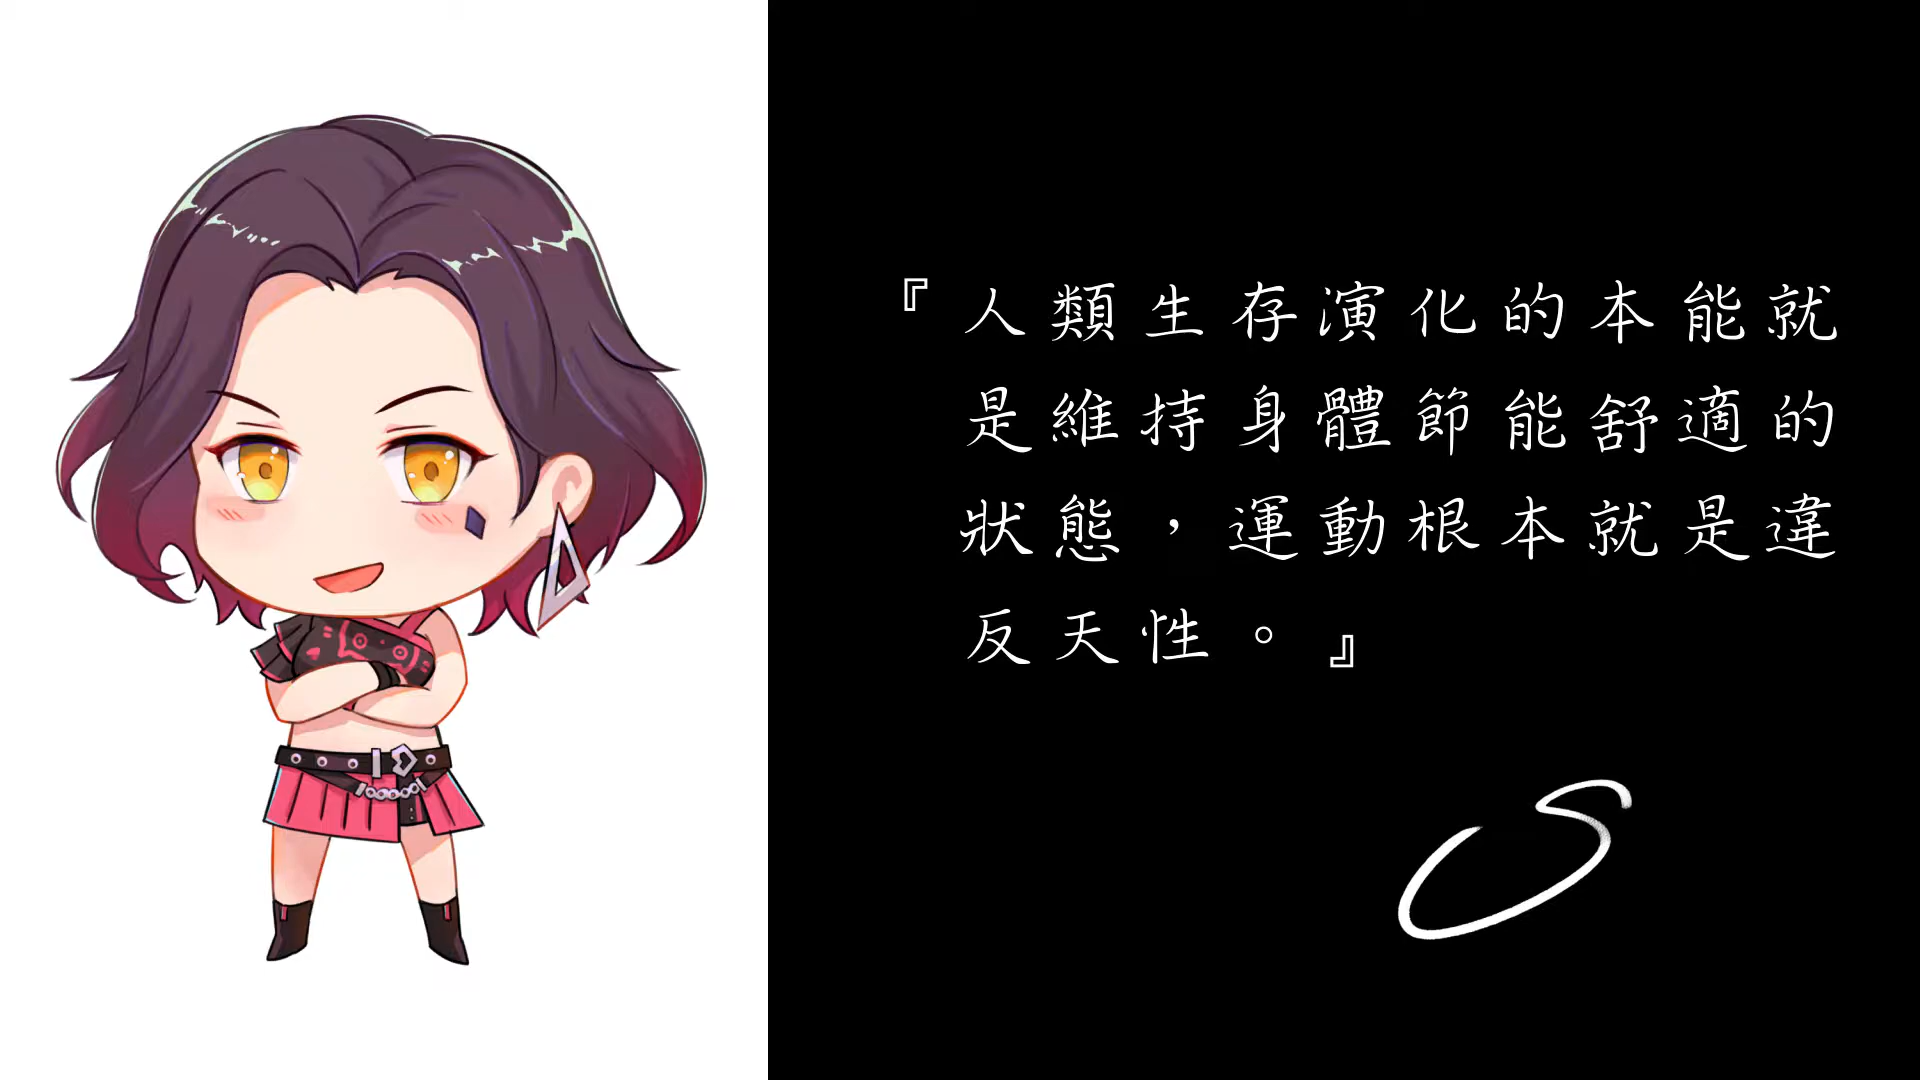 『人類生存演化的本能就
是維持身體節能舒適的
狀態，運動根本就是違
反天性。』